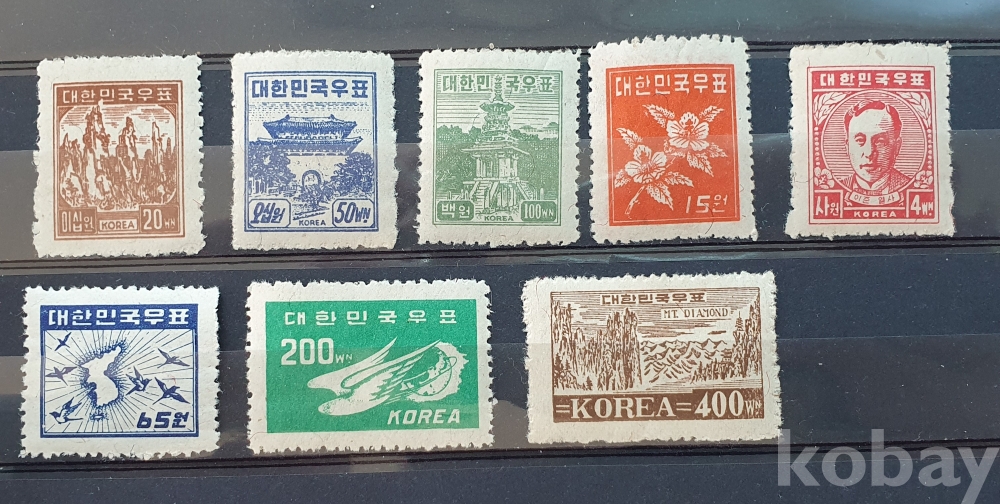 대한민국우표
이십원 KOREA 20WN
대한민국우표
오십원 KOREA 50WN
대한민국우표
백원 KOREA 100WN
대한민국우표
15원
대한민국우표
이준 열사
사원 KOREA 4WN
대한민국우표
65원
대한민국우표
200WN
KOREA
대한민국우표
MT. DIAMOND
=KOREA=400WN
kobay